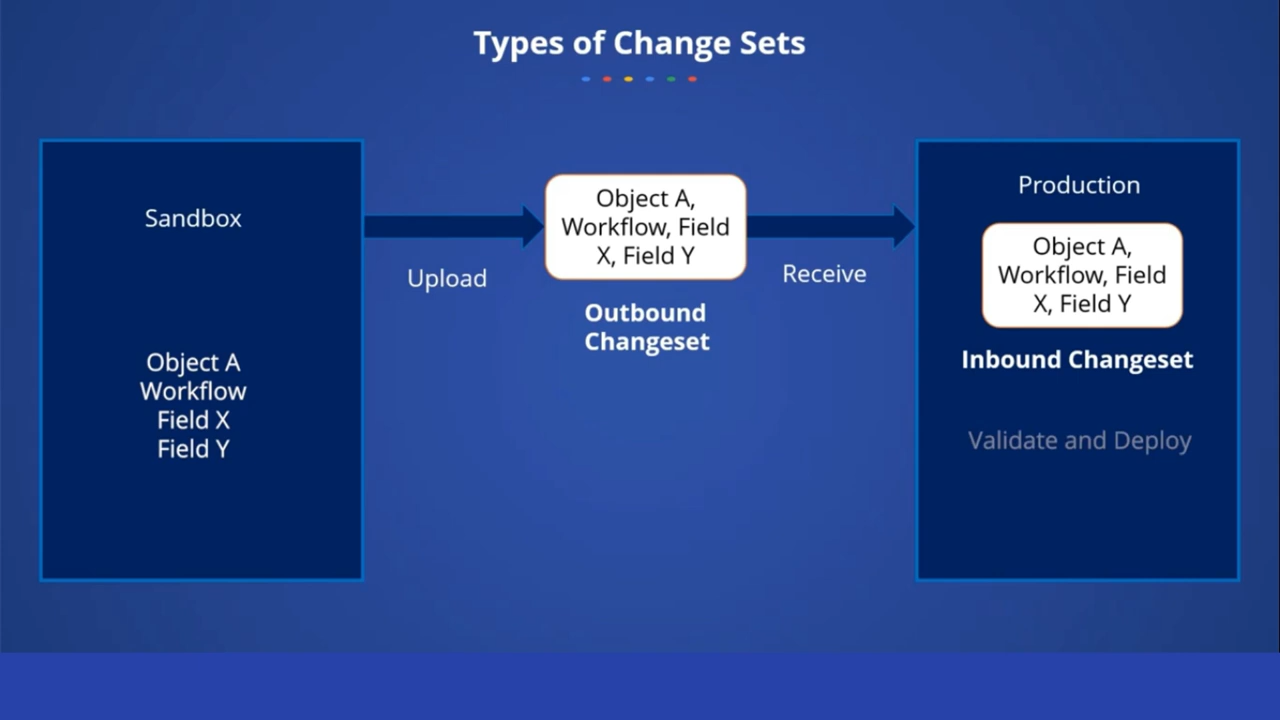 Types of Change Sets
Sandbox
Object A
Workflow
Field X
Field Y
Upload
Object A,
Workflow, Field
X, Field Y
Outbound
Changeset
Receive
Production
Object A,
Workflow, Field
X, Field Y
Inbound Changeset
Validate and Deploy